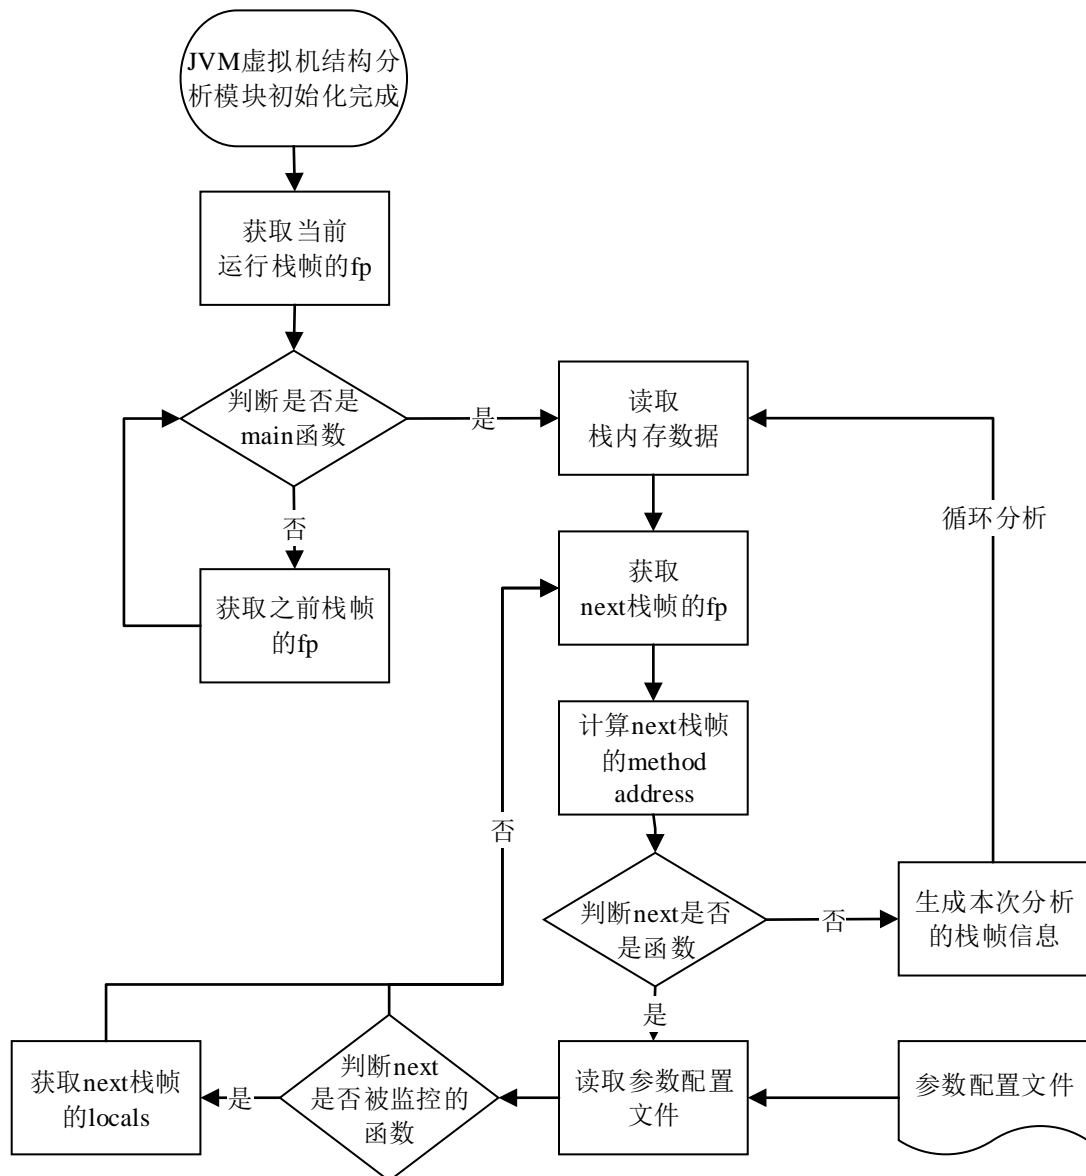 JVM虚拟机结构分
析模块初始化完成
获取当前
运行栈帧的fp
判断是否是
main函数
是
读取
栈内存数据
否
循环分析
获取之前栈帧
的fp
获取
next栈帧的fp
计算next栈帧
的method
address
否
判断next是否
是函数
否
生成本次分析
的栈帧信息
是
获取next栈帧
的locals
是
判断next
是否被监控的
函数
读取参数配置
文件
参数配置文件